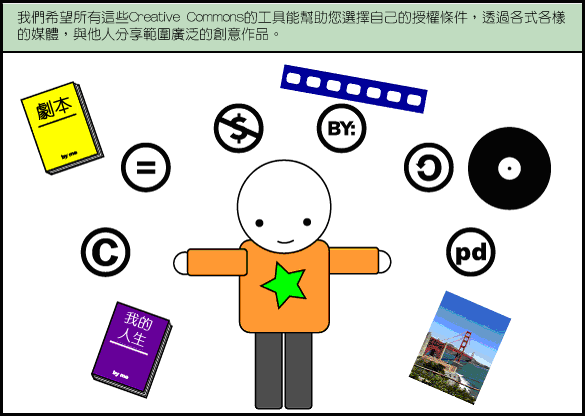 我們希望所有這些Creative Commons的工具能幫助您選擇自己的授權條件，透過各式各樣
的媒體，與他人分享範圍廣泛的創意作品。
劇本
by me
$
BY:
=
C
pd
我的
人生
by me